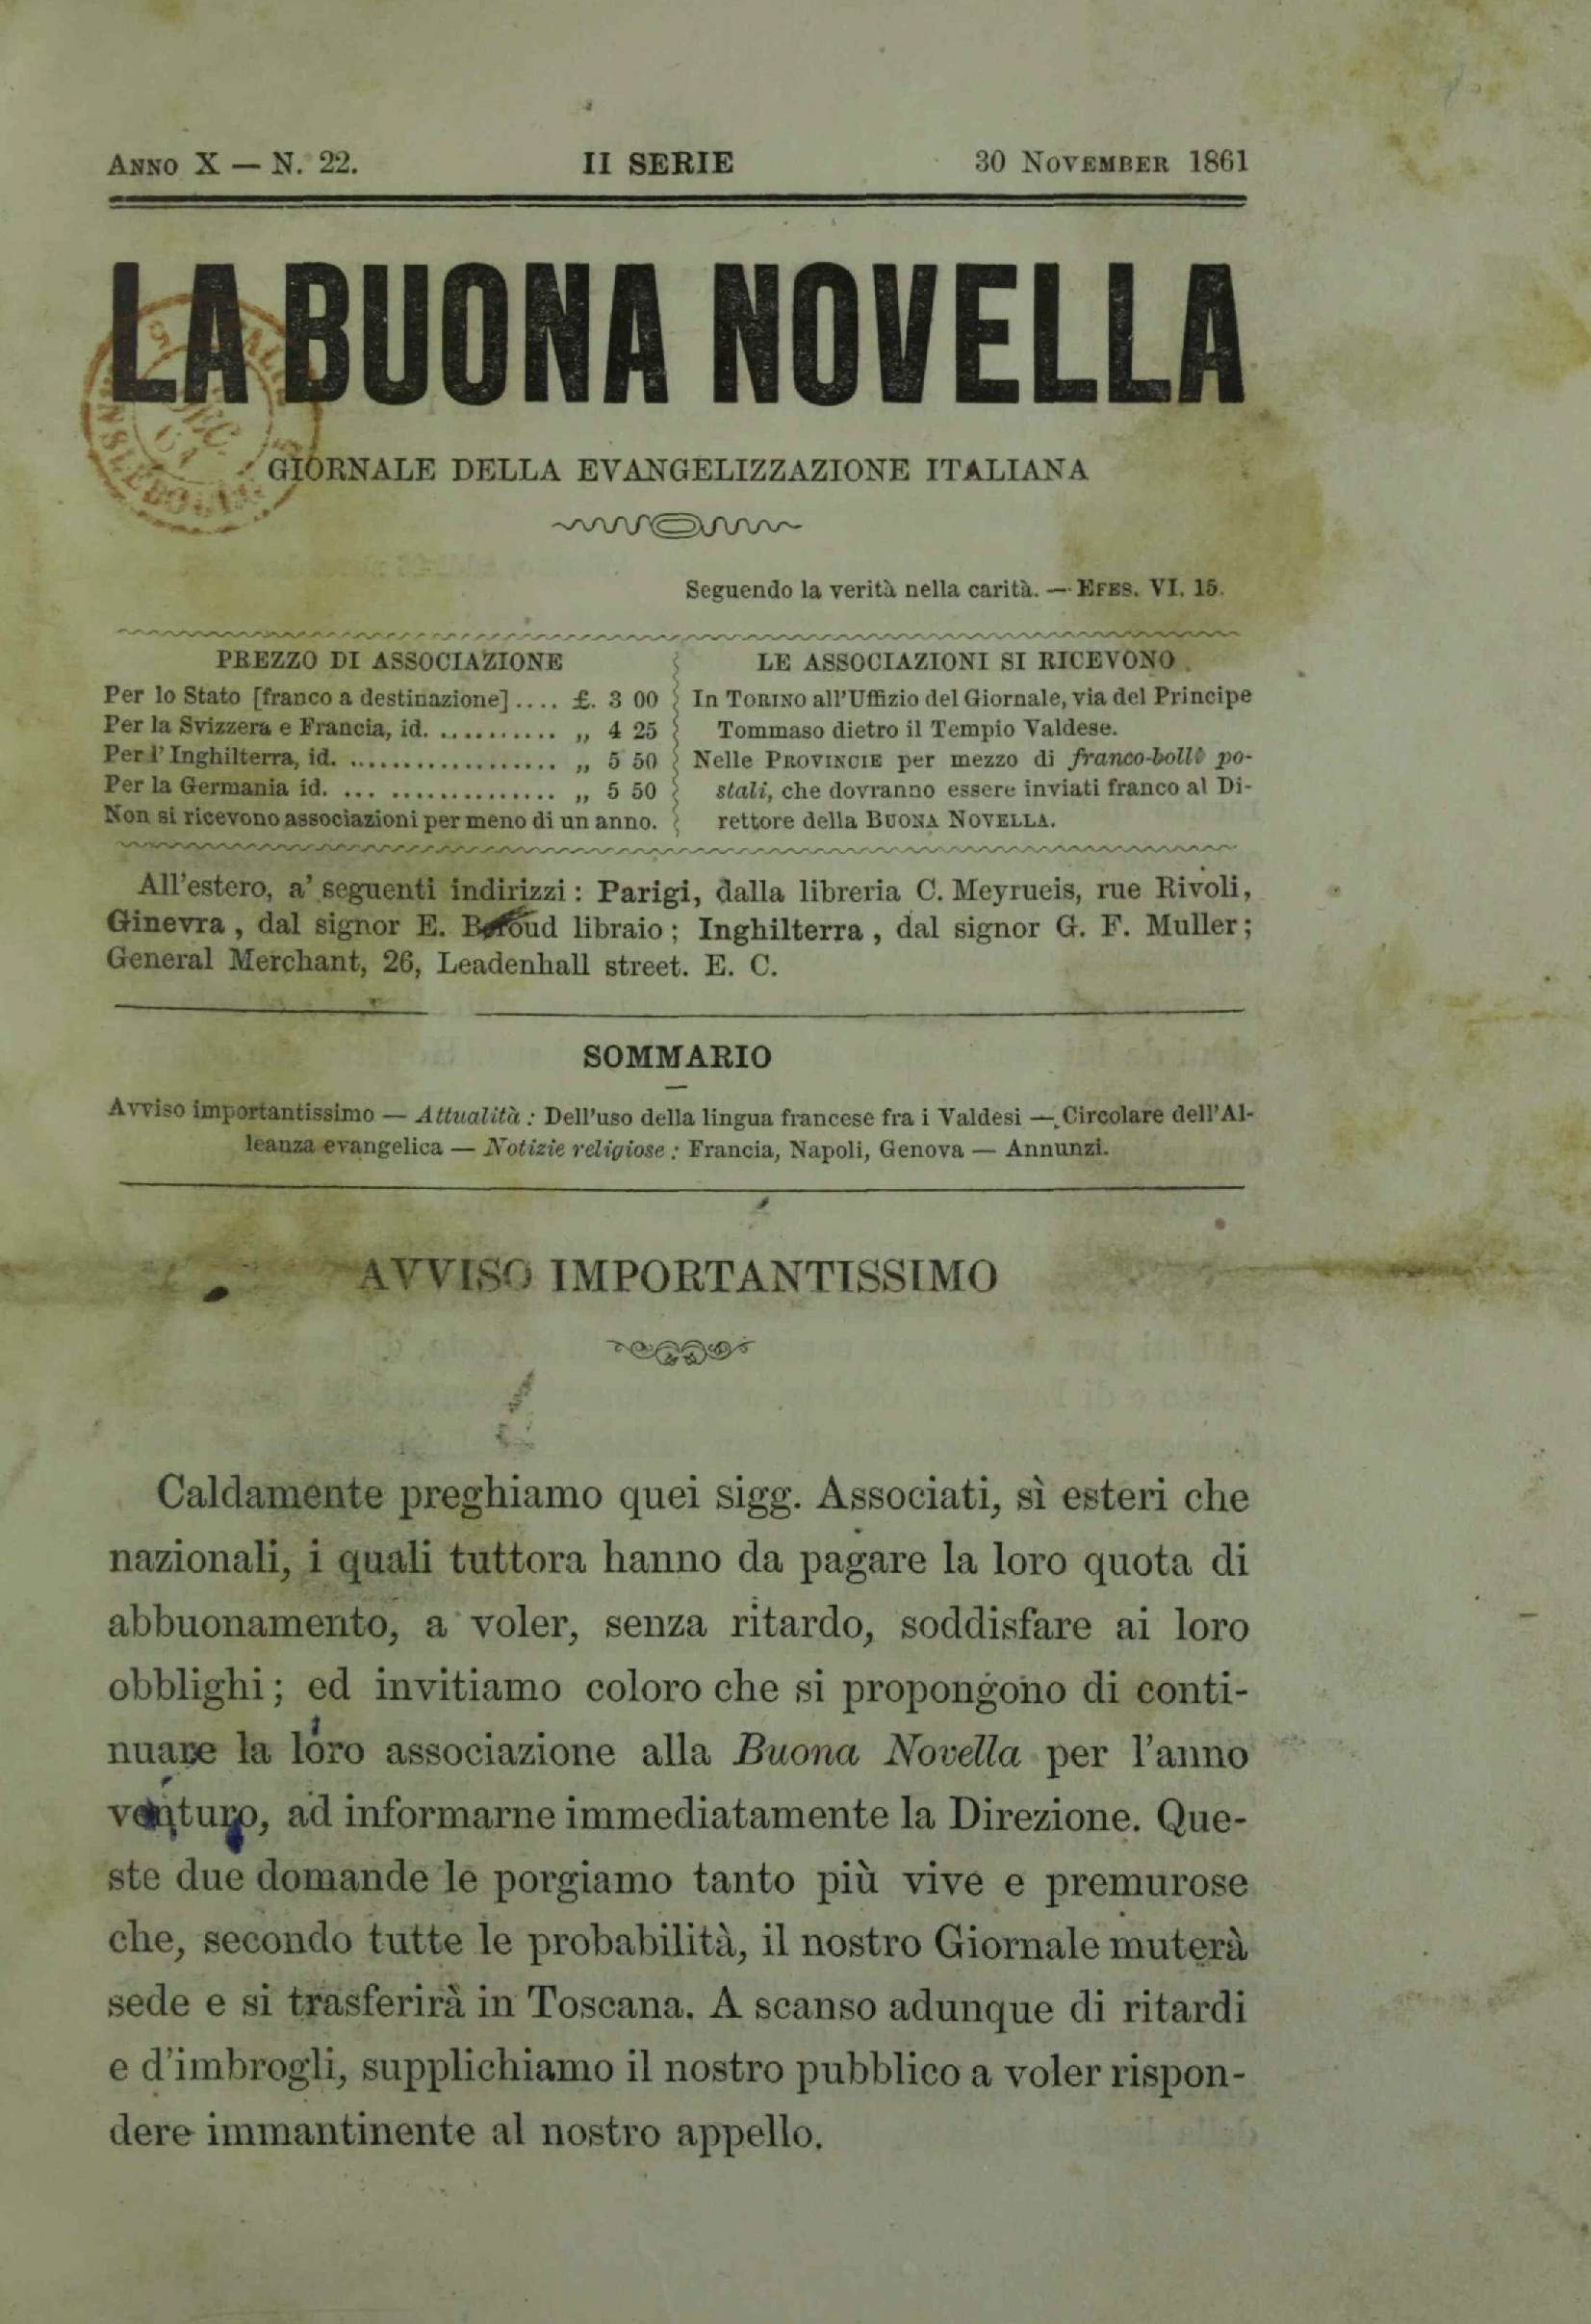 ANNO X — N. 22. II SERIE 30 NOVEMBER 1861
LA BUONA NOVELLA
GIORNALE DELLA EVANGELIZZAZIONE ITALIANA
Seguendo la verità nella carità. — EFES. VI. 15.
PREZZO DI ASSOCIAZIONE
Per lo Stato [franco a destinazione].... £. 3 00
Per la Svizzera e Francia, id. .......... „ 4 25
Per l' Inghilterra, id. .................. „ 5 50
Per la Germania id. ... .............. „ 5 50
Non si ricevono associazioni per meno di un anno.
LE ASSOCIAZIONI SI RICEVONO
In TORINO all'Uffizio del Giornale, via del Principe
Tommaso dietro il Tempio Valdese.
Nelle PROVINCIE per mezzo di franco-bolli po-
stali, che dovranno essere inviati franco al Di-
rettore della BUONA NOVELLA.
All'estero, a' seguenti indirizzi : Parigi, dalla libreria C. Meyrueis, rue Rivoli,
Ginevra , dal signor E. libraio ; Inghilterra , dal signor G. F. Muller ;
General Merchant, 26, Leadenhall street. E. C.
SOMMARIO
Avviso importantissimo — Attualità : Dell'uso della lingua francese fra i Valdesi — Circolare dell'Al-
leanza evangelica — Notizie religiose : Francia, Napoli, Genova — Annunzi.
AVVISO IMPORTANTISSIMO
Caldamente preghiamo quei sigg. Associati, sì esteri che
nazionali, i quali tuttora hanno da pagare la loro quota di
abbuonamento, a voler, senza ritardo, soddisfare ai loro
obblighi ; ed invitiamo coloro che si propongono di conti-
nuare la loro associazione alla Buona Novella per l'anno
venturo, ad informarne immediatamente la Direzione. Que-
ste due domande le porgiamo tanto più vive e premurose
che, secondo tutte le probabilità, il nostro Giornale muterà
sede e si trasferirà in Toscana. A scanso adunque di ritardi
e d'imbrogli, supplichiamo il nostro pubblico a voler rispon-
dere immantinente al nostro appello.